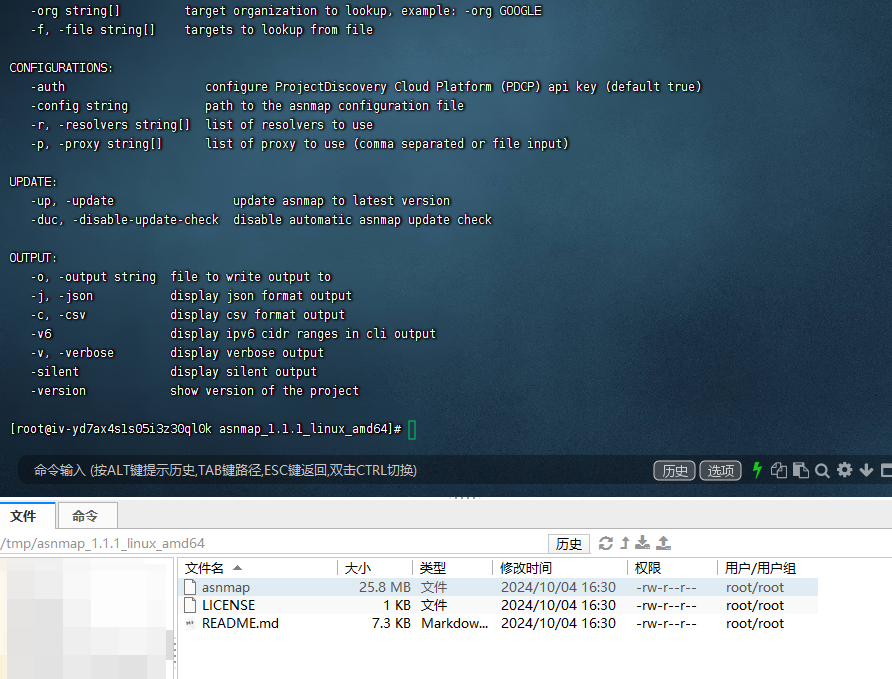 -org string[]         target organization to lookup, example: -org GOOGLE
-f, -file string[]    targets to lookup from file
CONFIGURATIONS:
-auth                    configure ProjectDiscovery Cloud Platform (PDCP) api key (default true)
-config string           path to the asnmap configuration file
-r, -resolvers string[]  list of resolvers to use
-p, -proxy string[]      list of proxy to use (comma separated or file input)
UPDATE:
-up, -update                 update asnmap to latest version
-duc, -disable-update-check  disable automatic asnmap update check
OUTPUT:
-o, -output string  file to write output to
-j, -json           display json format output
-c, -csv            display csv format output
-v6                 display ipv6 cidr ranges in cli output
-v, -verbose        display verbose output
-silent             display silent output
-version            show version of the project
[root@iv-yd7ax4s1s05i3z30ql0k asnmap_1.1.1_linux_amd64]#
命令输入 (按ALT键提示历史,TAB键路径,ESC键返回,双击CTRL切换) 历史 选项
文件 命令
/tmp/asnmap_1.1.1_linux_amd64 历史
文件名 大小 类型 修改时间 权限 用户/用户组
asnmap 25.8 MB 文件 2024/10/04 16:30 -rw-r--r-- root/root
LICENSE 1 KB 文件 2024/10/04 16:30 -rw-r--r-- root/root
README.md 7.3 KB Markdow... 2024/10/04 16:30 -rw-r--r-- root/root